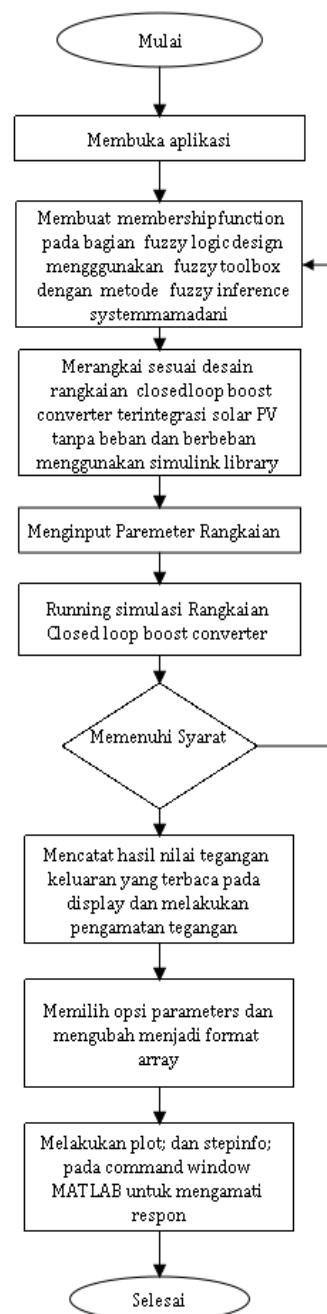 Mulai
Membuka aplikasi
Membuat membershipfunction
pada bagian fuzzy logic design
mengggunakan fuzzy toolbox
dengan metode fuzzy inference
systemmamadani
Merangkai sesuai desain
rangkaian closedloop boost
converter terintegrasi solar PV
tanpa beban dan berbeban
menggunakan simulink library
Menginput Paremeter Rangkaian
Running simulasi Rangkaian
Closed loop boost converter
Memenuhi Syarat
Mencatat hasil nilai tegangan
keluaran yang terbaca pada
display dan melakukan
pengamatan tegangan
Memilih opsi parameters dan
mengubah menjadi format
array
Melakukan plot; dan stepinfo;
pada command window
MATLAB untuk mengamati
respon
Selesai